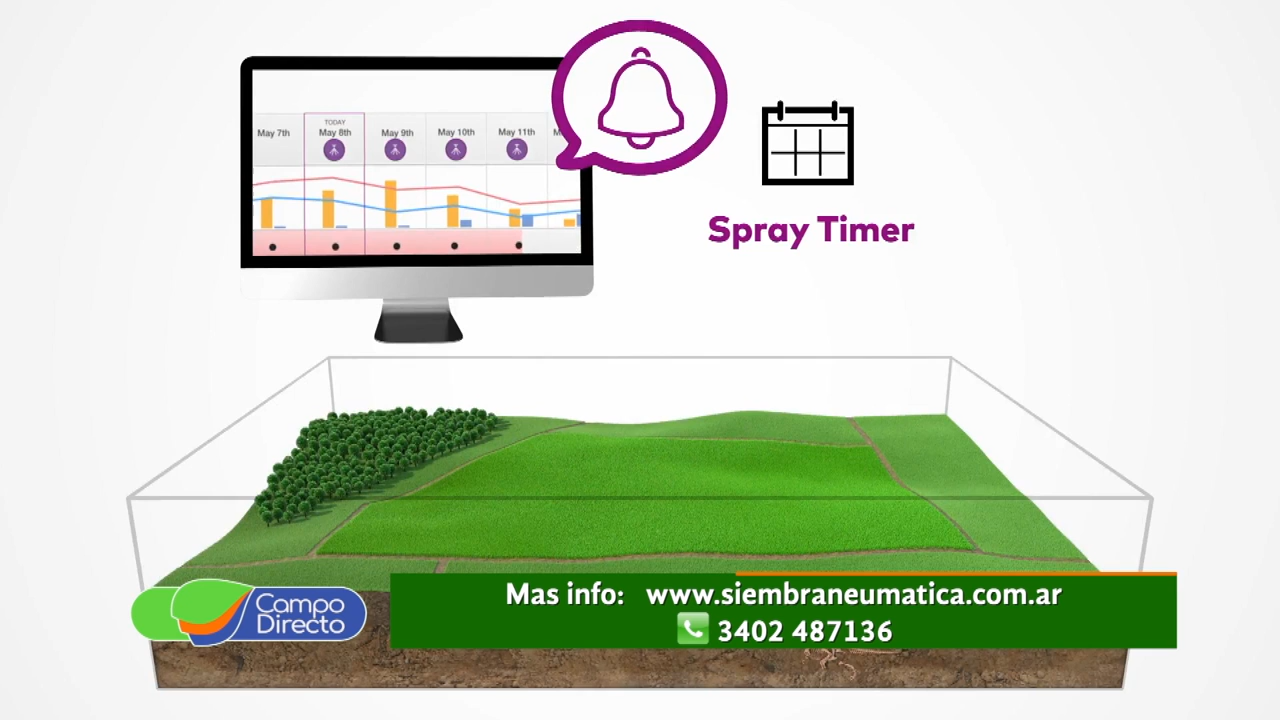 TODAY
May 7th
May 8th
May 9th
May 10th
May 11th
Spray Timer
Mas info: www.siembraneumatica.com.ar
3402 487136
Campo
Directo